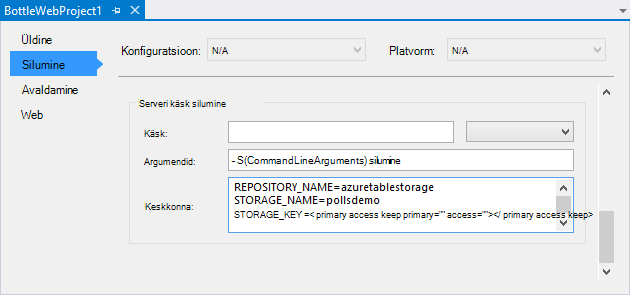 BottleWebProject1
Üldine
Silumine
Avaldamine
Web
Konfiguratsioon: N/A Platvorm: N/A
Serveri käsk silumine
Käsk:
Argumendid: - S(CommandLineArguments) silumine
Keskkonna:
REPOSITORY_NAME=azuretablestorage
STORAGE_NAME=pollsdemo
STORAGE_KEY =< primary access keep primary="" access=""></ primary access keep>